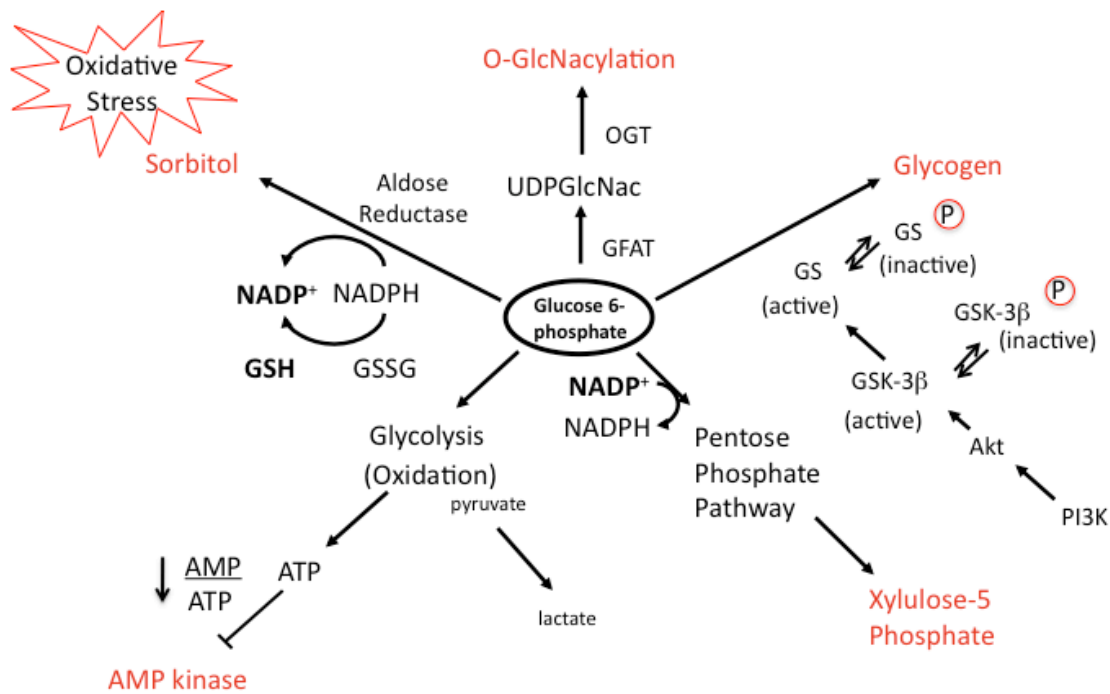 Oxidative
Stress
Sorbitol
O-GlcNacylation
OGT
UDPGlcNac
GFAT
Aldose
Reductase
NADP⁺ NADPH
GSH GSSG
Glucose 6-
phosphate
Glycogen
GS P
(inactive)
GS
(active)
GSK-3β P
(inactive)
GSK-3β
(active)
Akt
PI3K
NADP⁺
NADPH
Pentose
Phosphate
Pathway
Xylulose-5
Phosphate
Glycolysis
(Oxidation)
pyruvate
lactate
ATP
AMP
ATP
AMP kinase